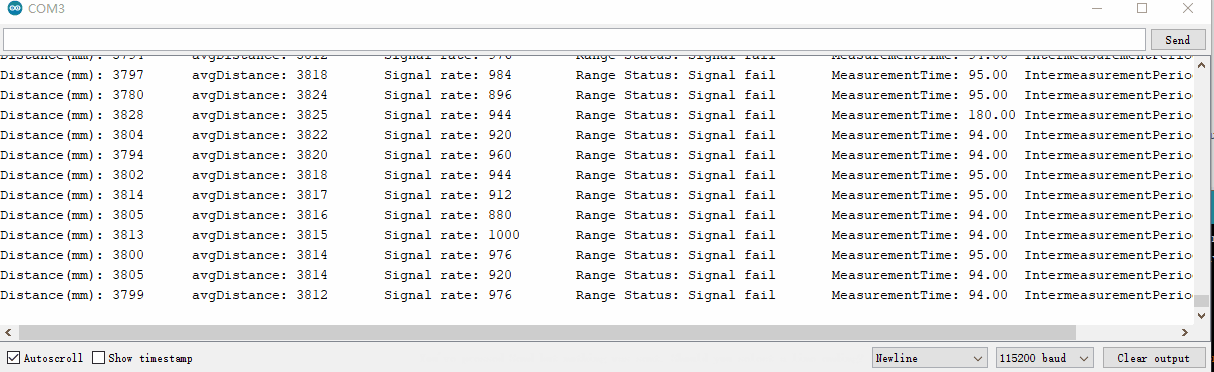 COM3
Send
Distance(mm): 3797 avgDistance: 3818 Signal rate: 984 Range Status: Signal fail MeasurementTime: 95.00 IntermeasurementPerio
Distance(mm): 3780 avgDistance: 3824 Signal rate: 896 Range Status: Signal fail MeasurementTime: 95.00 IntermeasurementPerio
Distance(mm): 3828 avgDistance: 3825 Signal rate: 944 Range Status: Signal fail MeasurementTime: 180.00 IntermeasurementPerio
Distance(mm): 3804 avgDistance: 3822 Signal rate: 920 Range Status: Signal fail MeasurementTime: 94.00 IntermeasurementPerio
Distance(mm): 3794 avgDistance: 3820 Signal rate: 960 Range Status: Signal fail MeasurementTime: 94.00 IntermeasurementPerio
Distance(mm): 3802 avgDistance: 3818 Signal rate: 944 Range Status: Signal fail MeasurementTime: 95.00 IntermeasurementPerio
Distance(mm): 3814 avgDistance: 3817 Signal rate: 912 Range Status: Signal fail MeasurementTime: 95.00 IntermeasurementPerio
Distance(mm): 3805 avgDistance: 3816 Signal rate: 880 Range Status: Signal fail MeasurementTime: 94.00 IntermeasurementPerio
Distance(mm): 3813 avgDistance: 3815 Signal rate: 1000 Range Status: Signal fail MeasurementTime: 94.00 IntermeasurementPerio
Distance(mm): 3800 avgDistance: 3814 Signal rate: 976 Range Status: Signal fail MeasurementTime: 95.00 IntermeasurementPerio
Distance(mm): 3805 avgDistance: 3814 Signal rate: 920 Range Status: Signal fail MeasurementTime: 94.00 IntermeasurementPerio
Distance(mm): 3799 avgDistance: 3812 Signal rate: 976 Range Status: Signal fail MeasurementTime: 94.00 IntermeasurementPerio
Autoscroll Show timestamp Newline 115200 baud Clear output